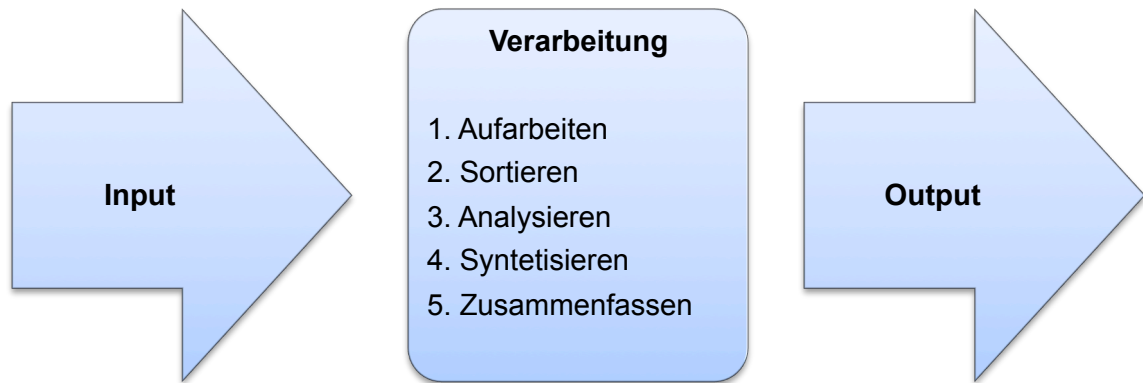 Input
Verarbeitung
1. Aufarbeiten
2. Sortieren
3. Analysieren
4. Syntetisieren
5. Zusammenfassen
Output